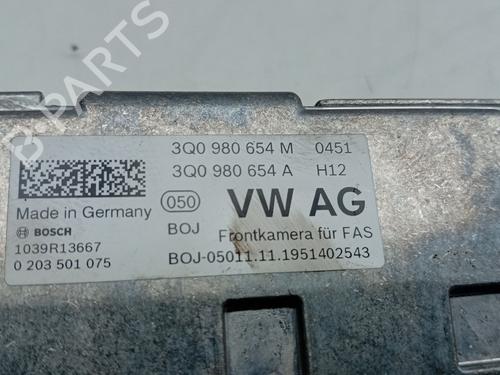 3Q0 980 654 M 0451
3Q0 980 654 A H12
Made in Germany 050 VW AG
BOSCH BOJ Frontkamera für FAS
1039R13667
0 203 501 075 BOJ-05011.11.1951402543
B-PARTS